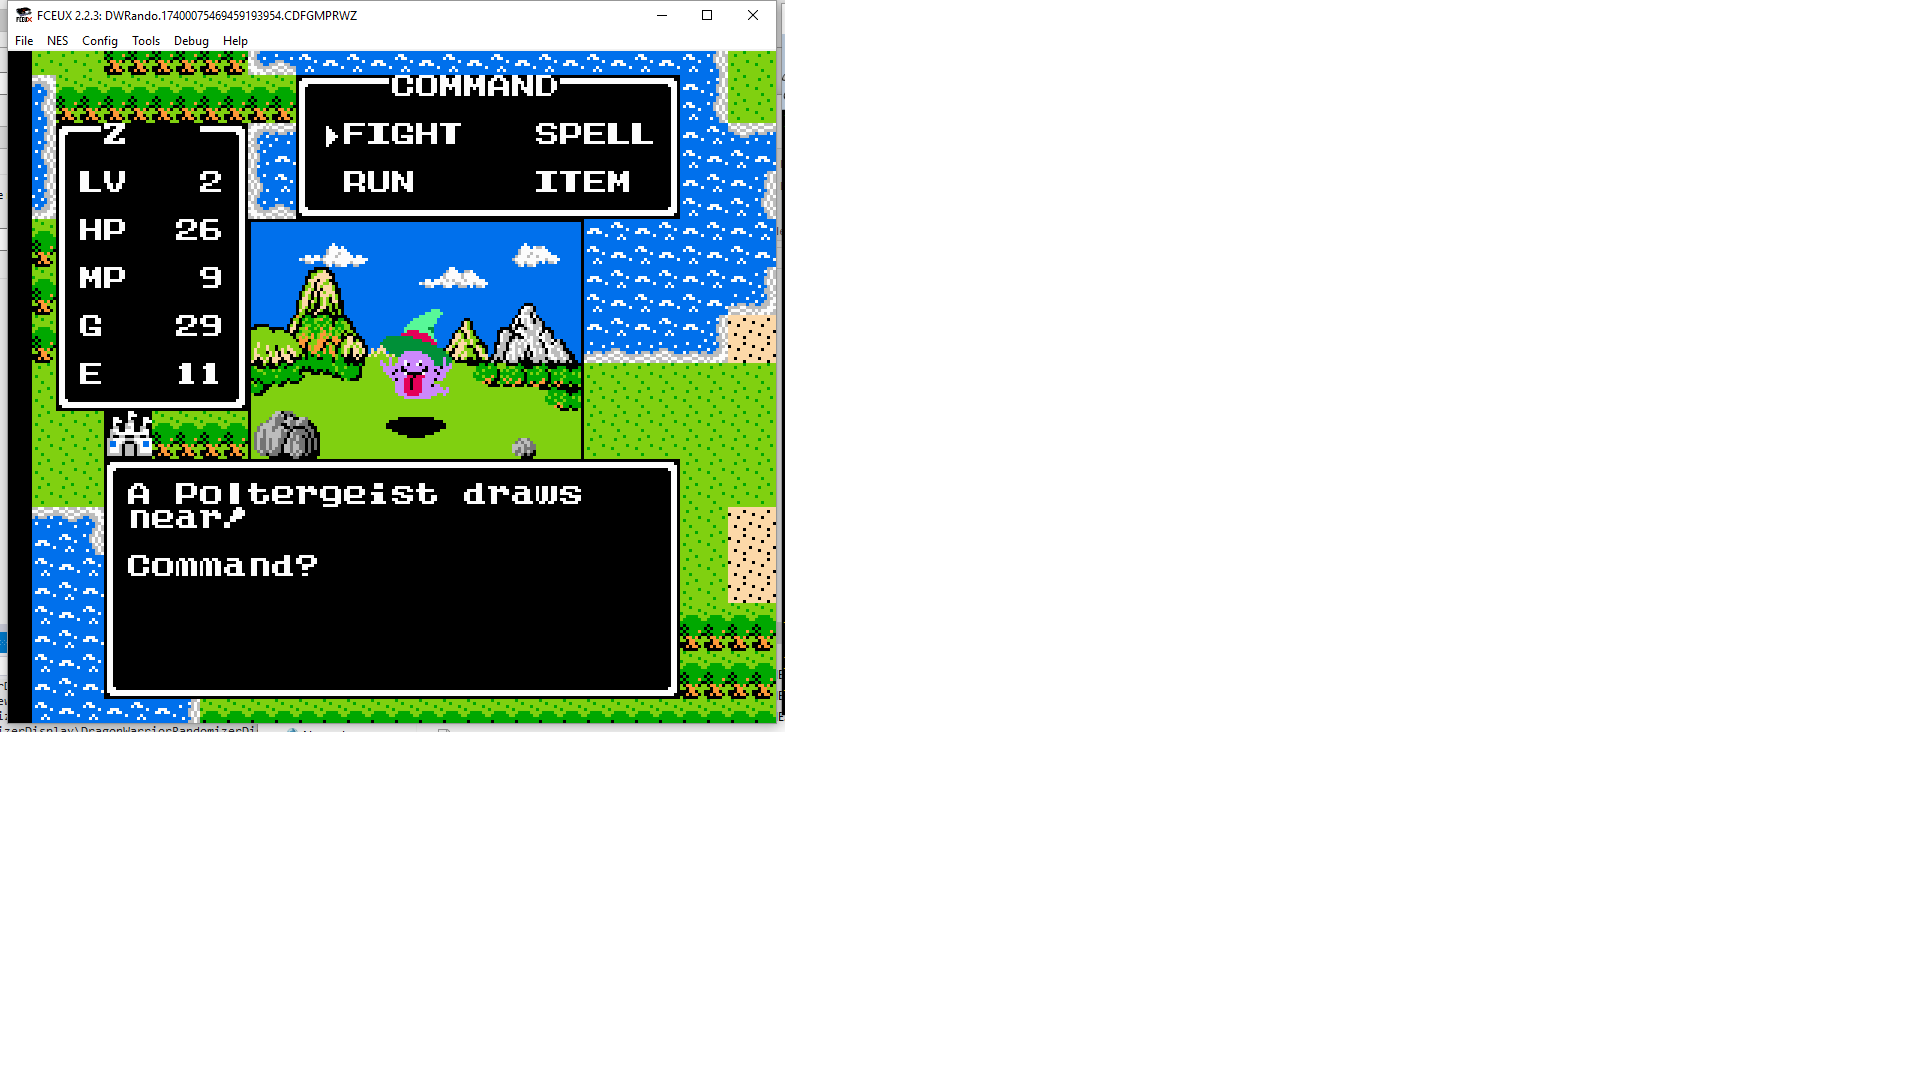 FCEUX 2.2.3: DWRando.17400075469459193954.CDFGMPRWZ
File NES Config Tools Debug Help
COMMAND
FIGHT SPELL
RUN ITEM
Z
LV 2
HP 26
MP 9
G 29
E 11
A Poltergeist draws
near!
Command?